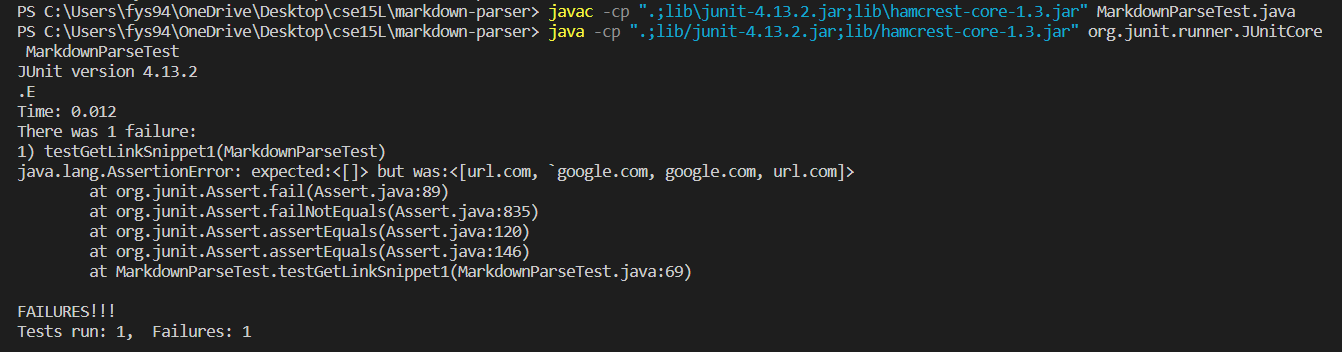 PS C:\Users\fys94\OneDrive\Desktop\cse15L\markdown-parser> javac -cp ".;lib\junit-4.13.2.jar;lib\hamcrest-core-1.3.jar" MarkdownParseTest.java
PS C:\Users\fys94\OneDrive\Desktop\cse15L\markdown-parser> java -cp ".;lib/junit-4.13.2.jar;lib/hamcrest-core-1.3.jar" org.junit.runner.JUnitCore
 MarkdownParseTest
JUnit version 4.13.2
.E
Time: 0.012
There was 1 failure:
1) testGetLinkSnippet1(MarkdownParseTest)
java.lang.AssertionError: expected:<[]> but was:<[url.com, `google.com, google.com, url.com]>
        at org.junit.Assert.fail(Assert.java:89)
        at org.junit.Assert.failNotEquals(Assert.java:835)
        at org.junit.Assert.assertEquals(Assert.java:120)
        at org.junit.Assert.assertEquals(Assert.java:146)
        at MarkdownParseTest.testGetLinkSnippet1(MarkdownParseTest.java:69)

FAILURES!!!
Tests run: 1,  Failures: 1